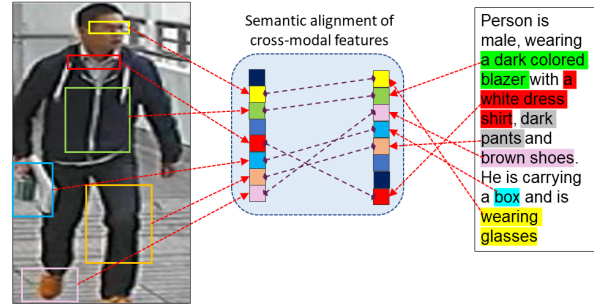 Semantic alignment of
cross-modal features
Person is
male, wearing
a dark colored
blazer with a
white dress
shirt, dark
pants and
brown shoes.
He is carrying
a box and is
wearing
glasses